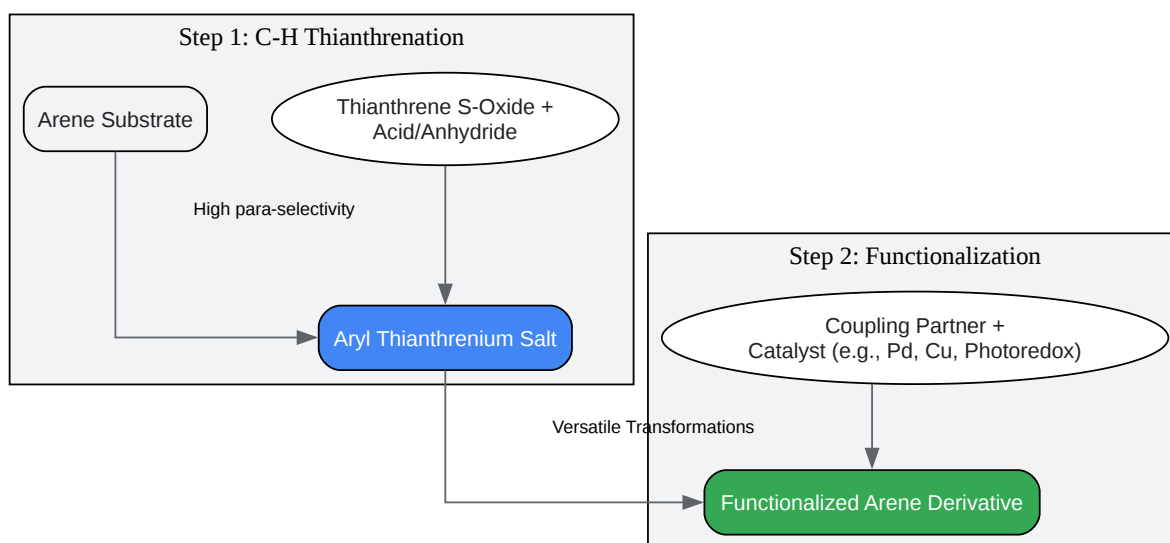 Step 1: C-H Thianthrenation
Arene Substrate
Thianthrene S-Oxide +
Acid/Anhydride
High para-selectivity
Aryl Thianthrenium Salt
Step 2: Functionalization
Coupling Partner +
Catalyst (e.g., Pd, Cu, Photoredox)
Versatile Transformations
Functionalized Arene Derivative